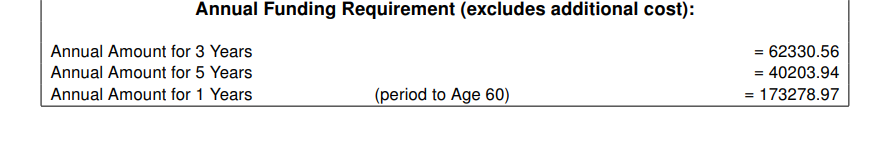 Annual Funding Requirement (excludes additional cost):
Annual Amount for 3 Years = 62330.56
Annual Amount for 5 Years = 40203.94
Annual Amount for 1 Years (period to Age 60) = 173278.97